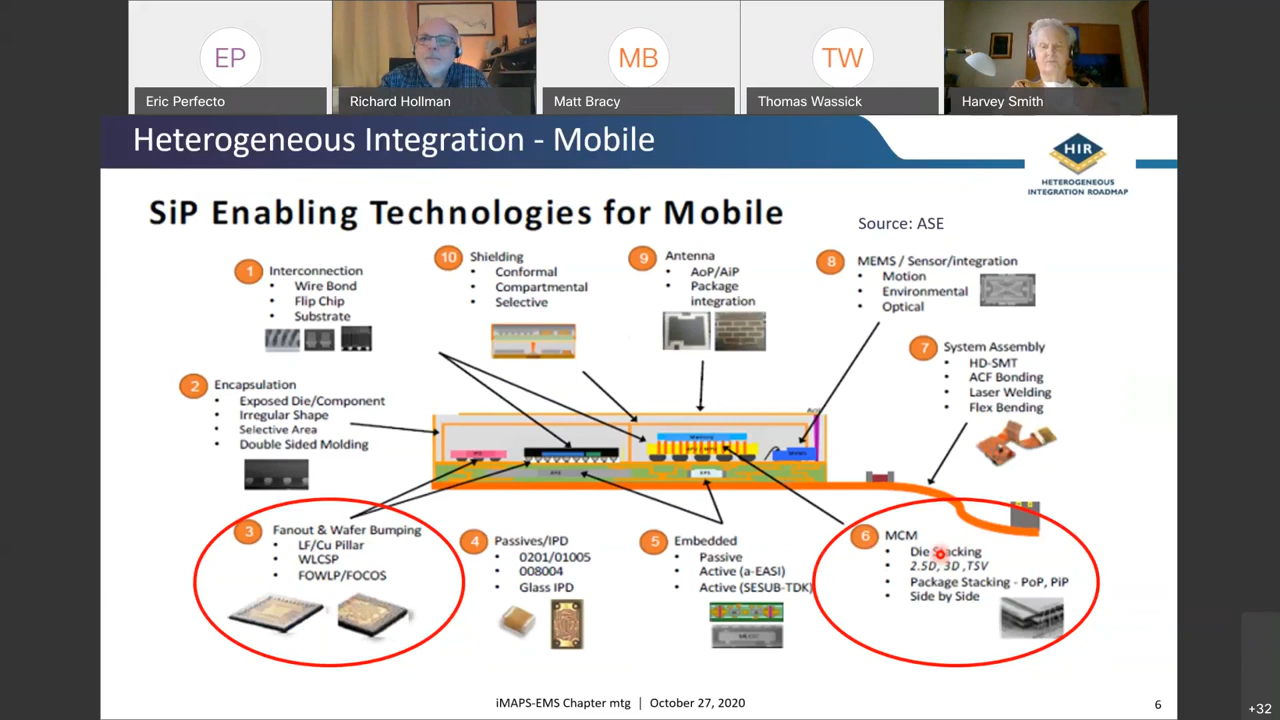 EP
MB
TW
Eric Perfecto
Richard Hollman
Matt Bracy
Thomas Wassick
Harvey Smith
Heterogeneous Integration - Mobile
HIR
HETEROGENEOUS
INTEGRATION ROADMAP
SiP Enabling Technologies for Mobile
Source: ASE
1 Interconnection
• Wire Bond
• Flip Chip
• Substrate
10 Shielding
• Conformal
• Compartmental
• Selective
9 Antenna
• AoP/AiP
• Package
integration
8 MEMS / Sensor/integration
• Motion
• Environmental
• Optical
7 System Assembly
• HD-SMT
• ACF Bonding
• Laser Welding
• Flex Bending
2 Encapsulation
• Exposed Die/Component
• Irregular Shape
• Selective Area
• Double Sided Molding
Memory
MEMS
3 Fanout & Wafer Bumping
• LF/Cu Pillar
• WLCSP
• FOWLP/FOCOS
4 Passives/IPD
• 0201/01005
• 008004
• Glass IPD
5 Embedded
• Passive
• Active (a-EASI)
• Active (SESUB-TDK)
6 MCM
• Die Stacking
• 2.5D, 3D ,TSV
• Package Stacking - PoP, PiP
• Side by Side
iMAPS-EMS Chapter mtg | October 27, 2020
6
+32